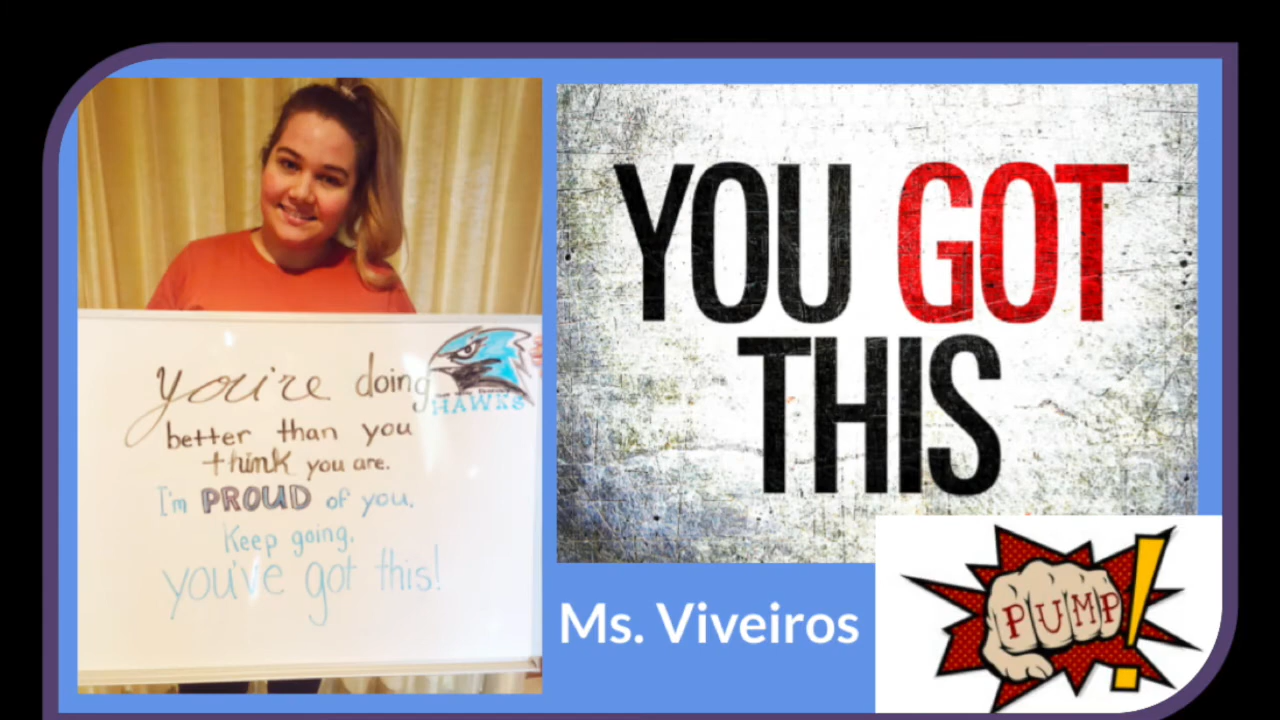 you're doing
better than you
think you are.
I'm PROUD of you.
Keep going,
you've got this!
HAWKS
YOU GOT
THIS
Ms. Viveiros
PUMP!